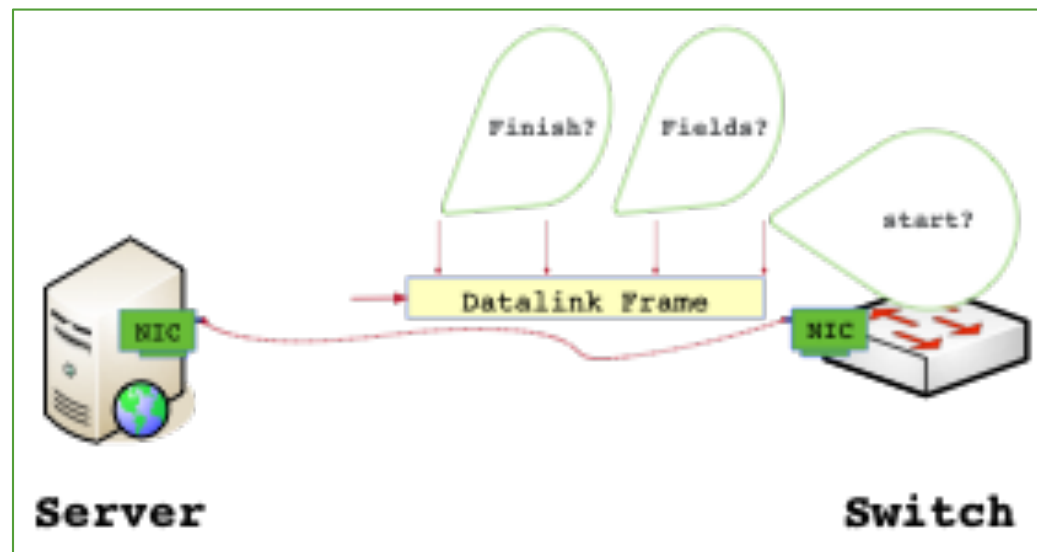 Finish?
Fields?
start?
Datalink Frame
NIC
NIC
Server
Switch